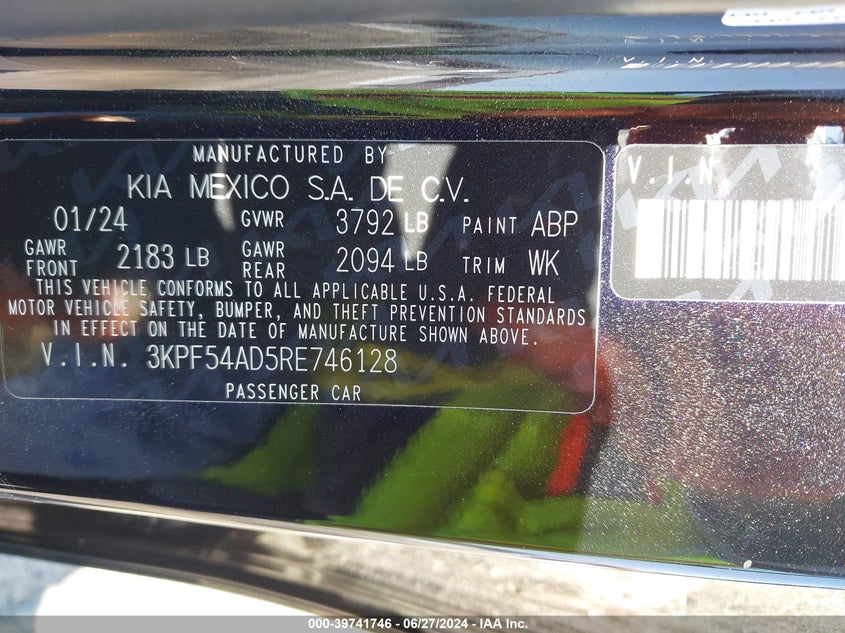 MANUFACTURED BY
KIA MEXICO S.A. DE C.V.
01/24 GVWR 3792 LB PAINT ABP
GAWR FRONT 2183 LB GAWR REAR 2094 LB TRIM WK
THIS VEHICLE CONFORMS TO ALL APPLICABLE U.S.A. FEDERAL
MOTOR VEHICLE SAFETY, BUMPER, AND THEFT PREVENTION STANDARDS
IN EFFECT ON THE DATE OF MANUFACTURE SHOWN ABOVE.
V.I.N. 3KPF54AD5RE746128
PASSENGER CAR
V.I.N.
000-39741746 - 06/27/2024 - IAA Inc.